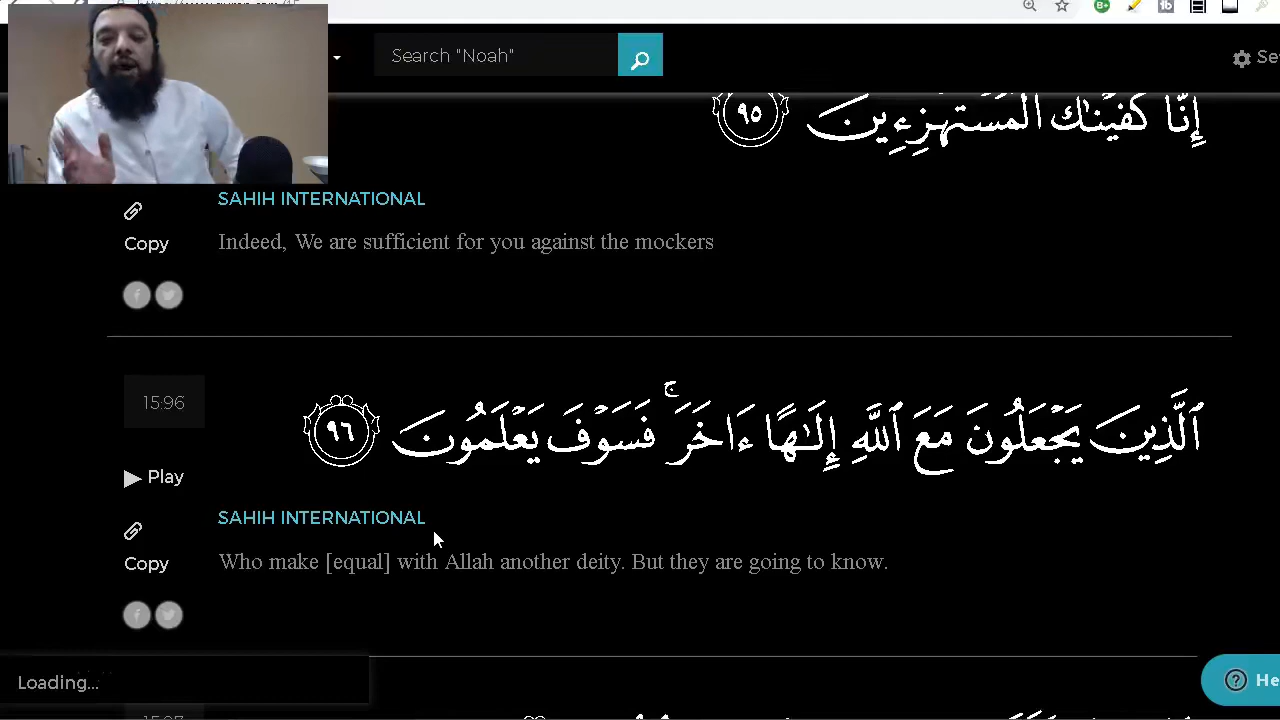 Search "Noah"
إِنَّا كَفَيْنَٰكَ ٱلْمُسْتَهْزِءِينَ ٩٥
SAHIH INTERNATIONAL
Copy
Indeed, We are sufficient for you against the mockers
15:96
ٱلَّذِينَ يَجْعَلُونَ مَعَ ٱللَّهِ إِلَٰهًا ءَاخَرَ ۚ فَسَوْفَ يَعْلَمُونَ ٩٦
Play
SAHIH INTERNATIONAL
Copy
Who make [equal] with Allah another deity. But they are going to know.
Loading...
He